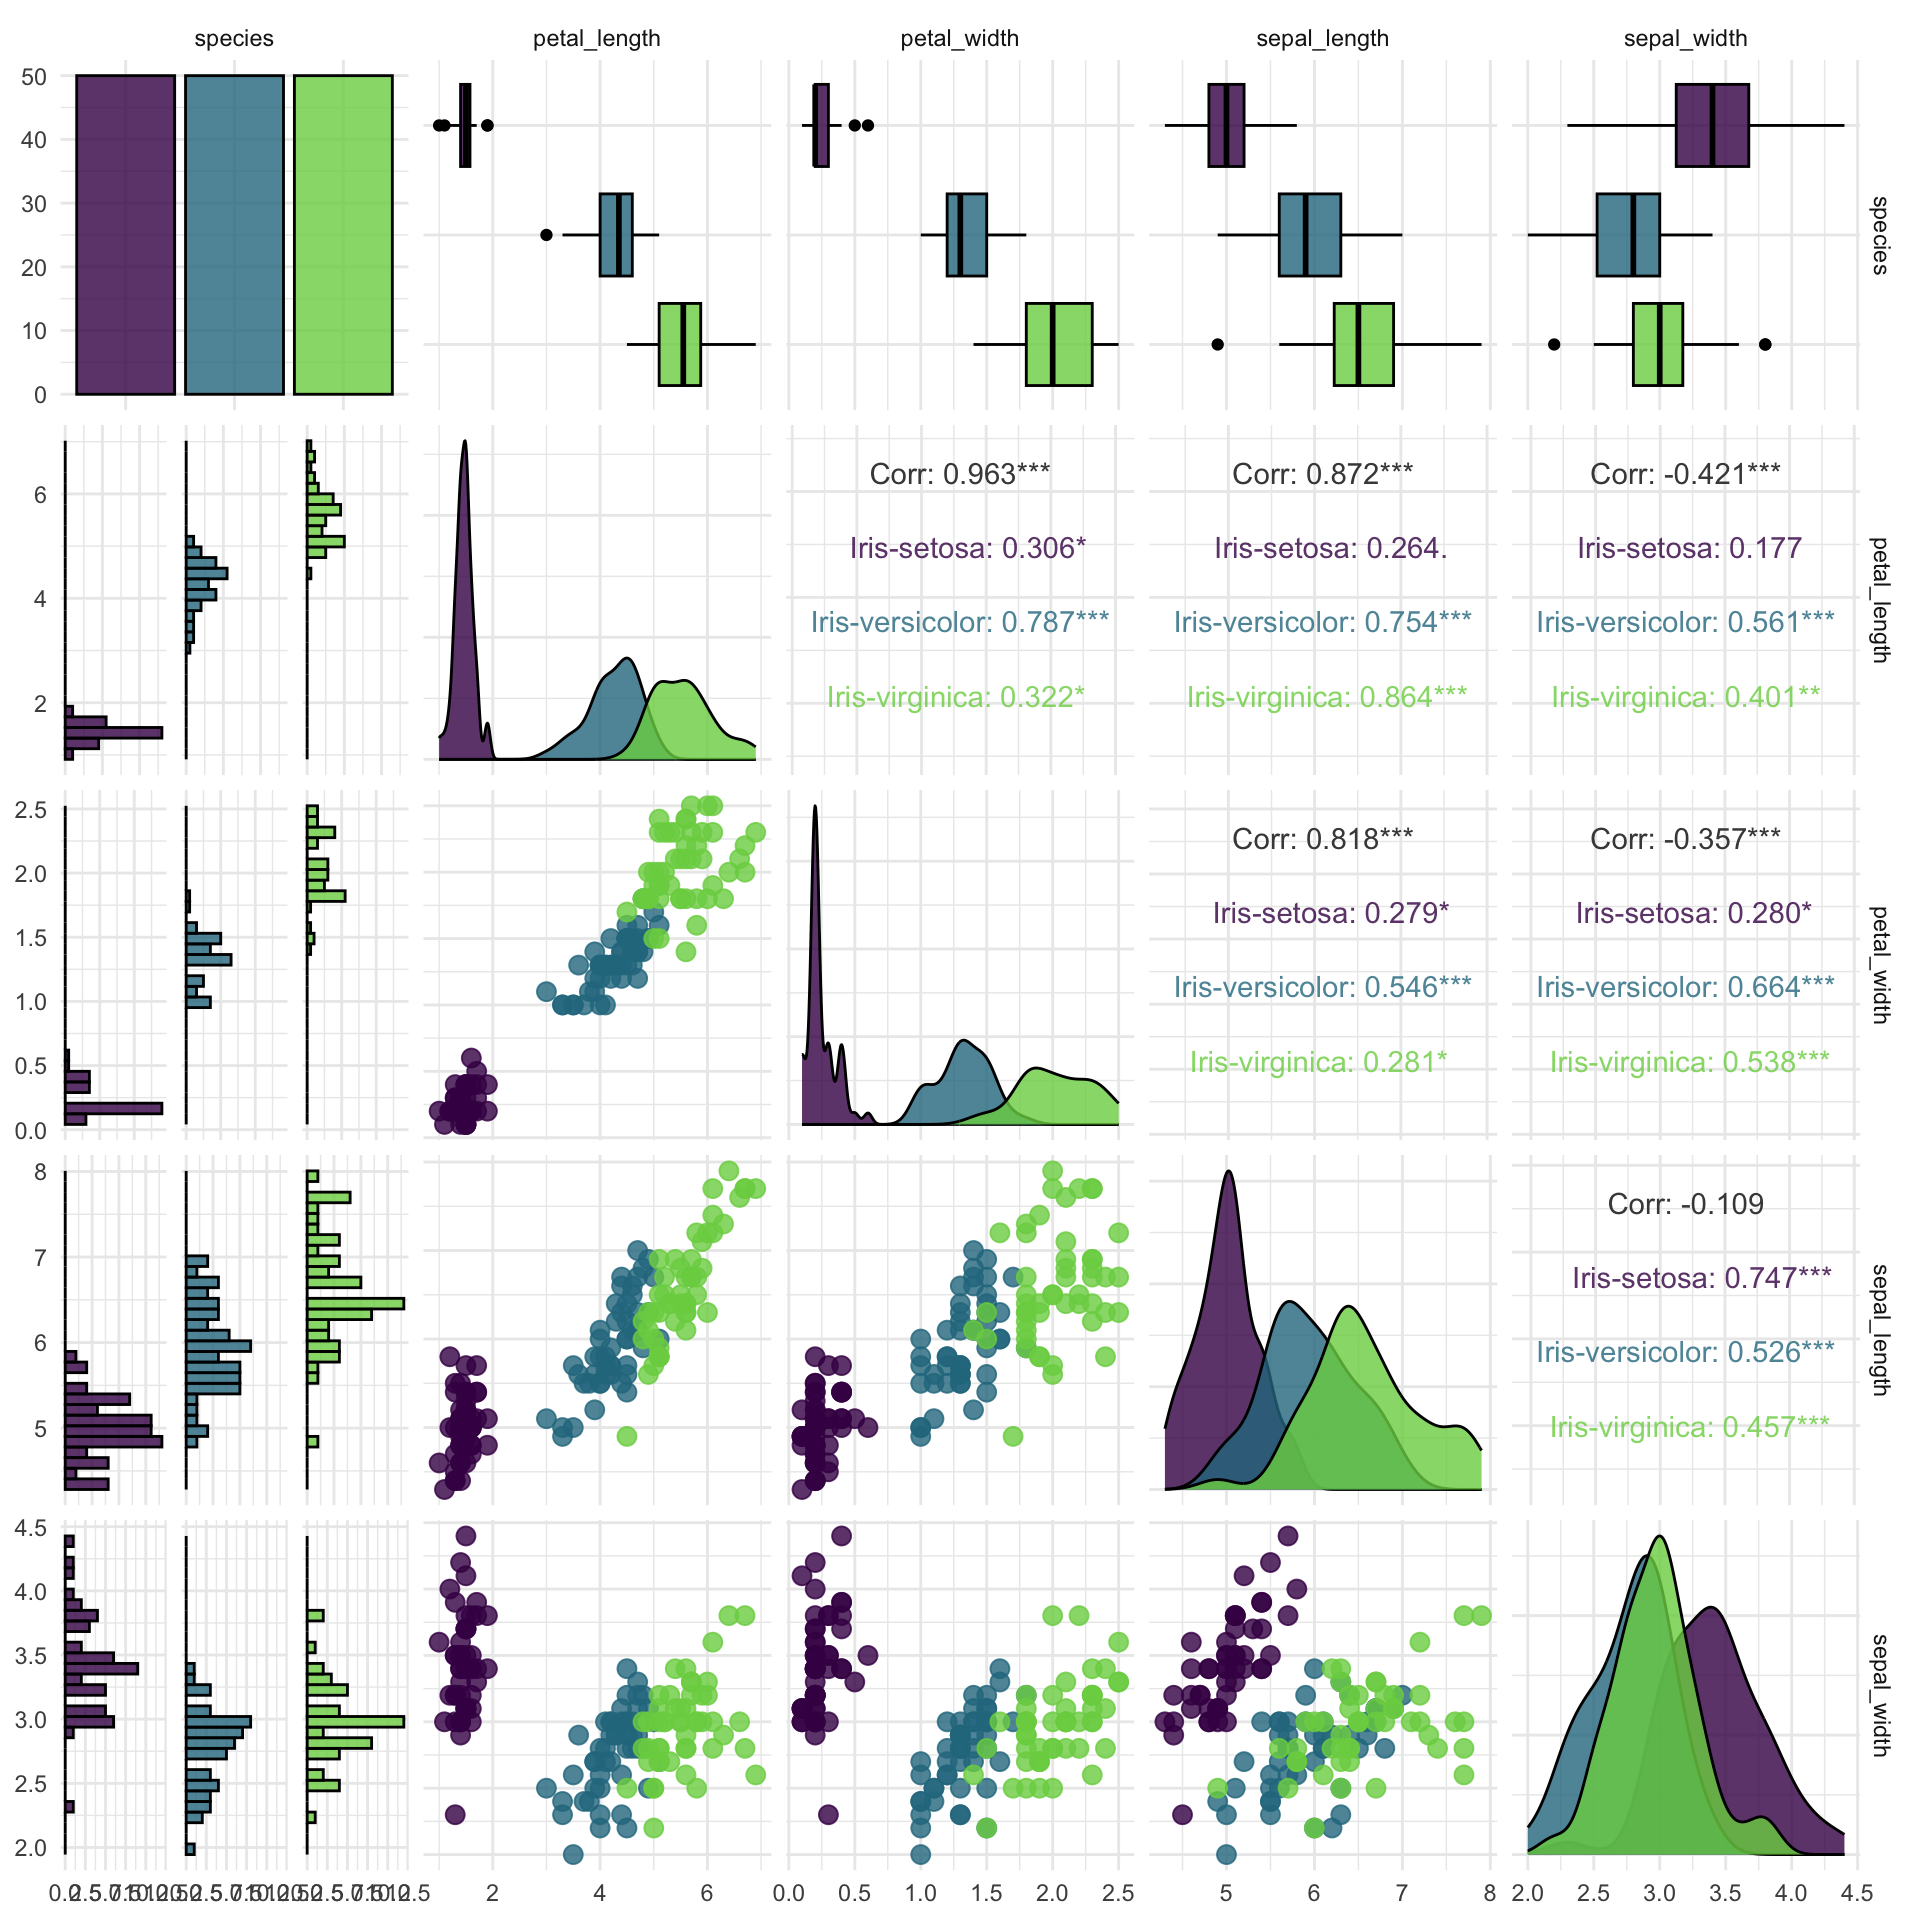 species petal_length petal_width sepal_length sepal_width
50
40
30
20
10
0
species
Corr: 0.963*** Corr: 0.872*** Corr: -0.421***
Iris-setosa: 0.306* Iris-setosa: 0.264. Iris-setosa: 0.177
Iris-versicolor: 0.787*** Iris-versicolor: 0.754*** Iris-versicolor: 0.561***
Iris-virginica: 0.322* Iris-virginica: 0.864*** Iris-virginica: 0.401**
6
4
2
petal_length
2.5
2.0
1.5
1.0
0.5
0.0
Corr: 0.818*** Corr: -0.357***
Iris-setosa: 0.279* Iris-setosa: 0.280*
Iris-versicolor: 0.546*** Iris-versicolor: 0.664***
Iris-virginica: 0.281* Iris-virginica: 0.538***
petal_width
8
7
6
5
Corr: -0.109
Iris-setosa: 0.747***
Iris-versicolor: 0.526***
Iris-virginica: 0.457***
sepal_length
4.5
4.0
3.5
3.0
2.5
2.0
sepal_width
2 4 6 0.0 0.5 1.0 1.5 2.0 2.5 5 6 7 8 2.0 2.5 3.0 3.5 4.0 4.5